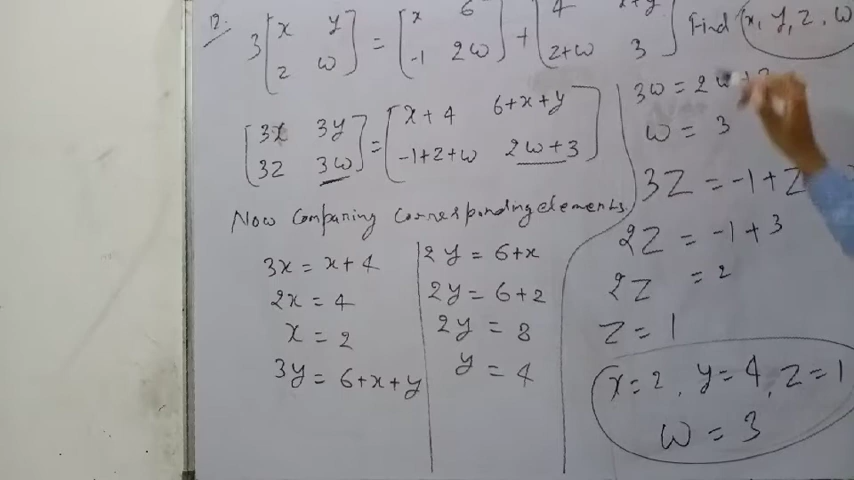 12.
3 [x y
z w] = [x 6
-1 2w] + [4 x+y
z+w 3] Find (x, y, z, w
[3x 3y
3z 3w] = [x+4 6+x+y
-1+z+w 2w+3]
Now Comparing corresponding elements
3x = x+4
2x = 4
x = 2
3y = 6+x+y
2y = 6+x
2y = 6+2
2y = 8
y = 4
3w = 2w+3
w = 3
3z = -1+z
2z = -1+3
2z = 2
z = 1
x=2, y=4, z=1
w = 3